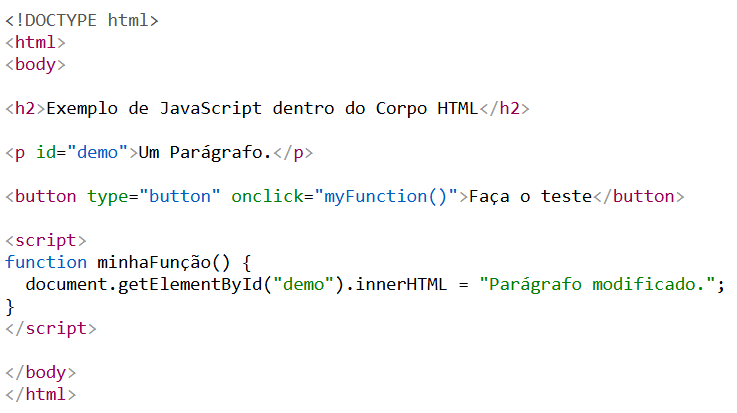 <!DOCTYPE html>
<html>
<body>
<h2>Exemplo de JavaScript dentro do Corpo HTML</h2>
<p id="demo">Um Parágrafo.</p>
<button type="button" onclick="myFunction()">Faça o teste</button>
<script>
function minhaFunção() {
  document.getElementById("demo").innerHTML = "Parágrafo modificado.";
}
</script>
</body>
</html>